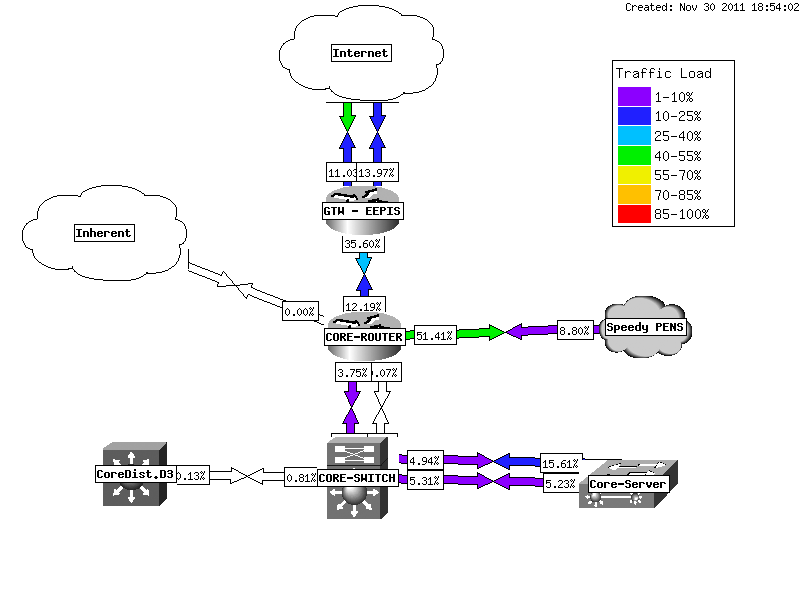 Created: Nov 30 2011 18:54:02
Internet
Traffic Load
1-10%
10-25%
25-40%
40-55%
55-70%
70-85%
85-100%
13.97%
GTW - EEPIS
Inherent
35.60%
12.19%
0.00%
CORE-ROUTER
51.41%
8.80%
Speedy PENS
3.75%
4.94%
15.61%
CoreDist.D3
0.81%
CORE-SWITCH
5.31%
5.23%
Core-Server